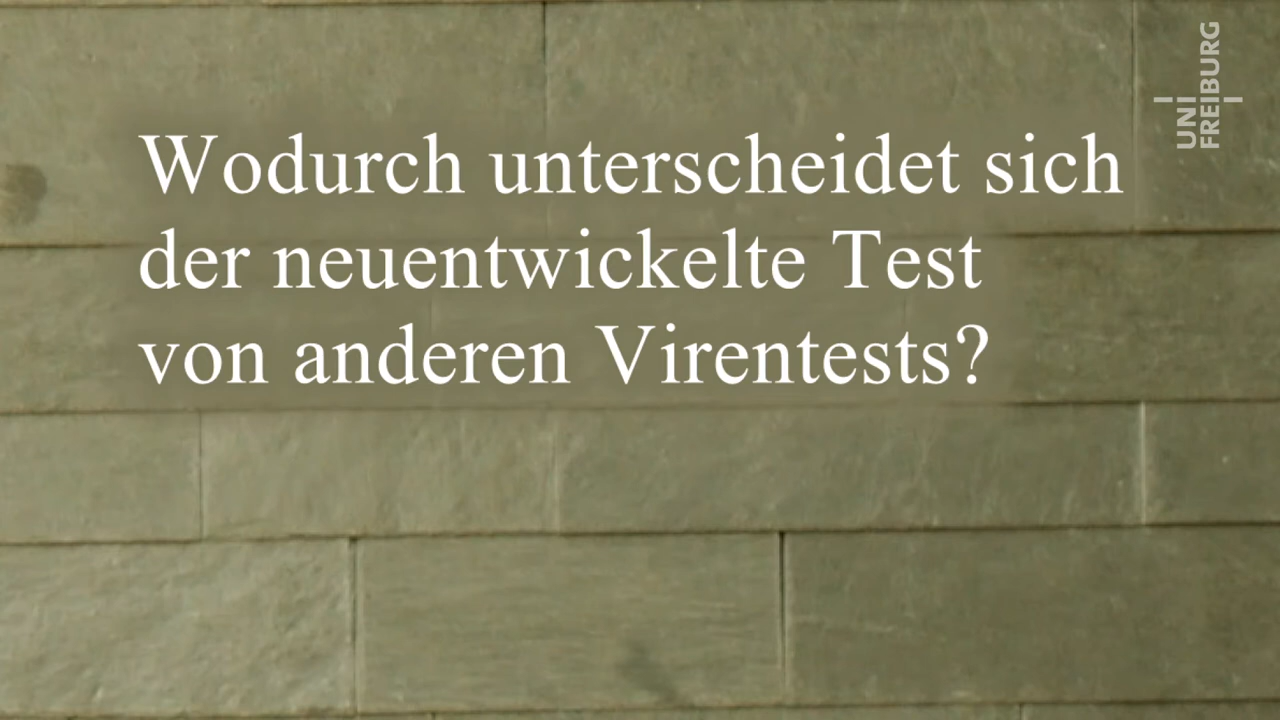 Wodurch unterscheidet sich
der neuentwickelte Test
von anderen Virentests?
UNI
FREIBURG